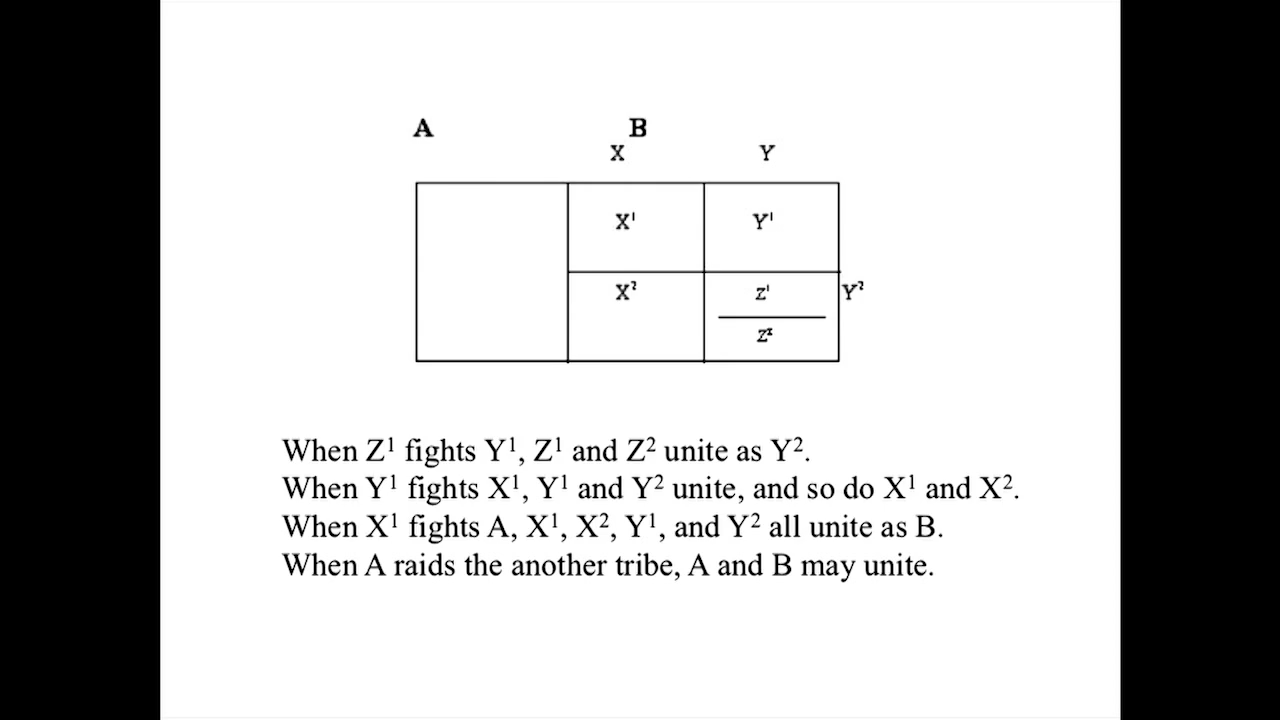 A B
X Y
X¹ Y¹
X² Z¹ Y²
Z²
When Z¹ fights Y¹, Z¹ and Z² unite as Y².
When Y¹ fights X¹, Y¹ and Y² unite, and so do X¹ and X².
When X¹ fights A, X¹, X², Y¹, and Y² all unite as B.
When A raids the another tribe, A and B may unite.